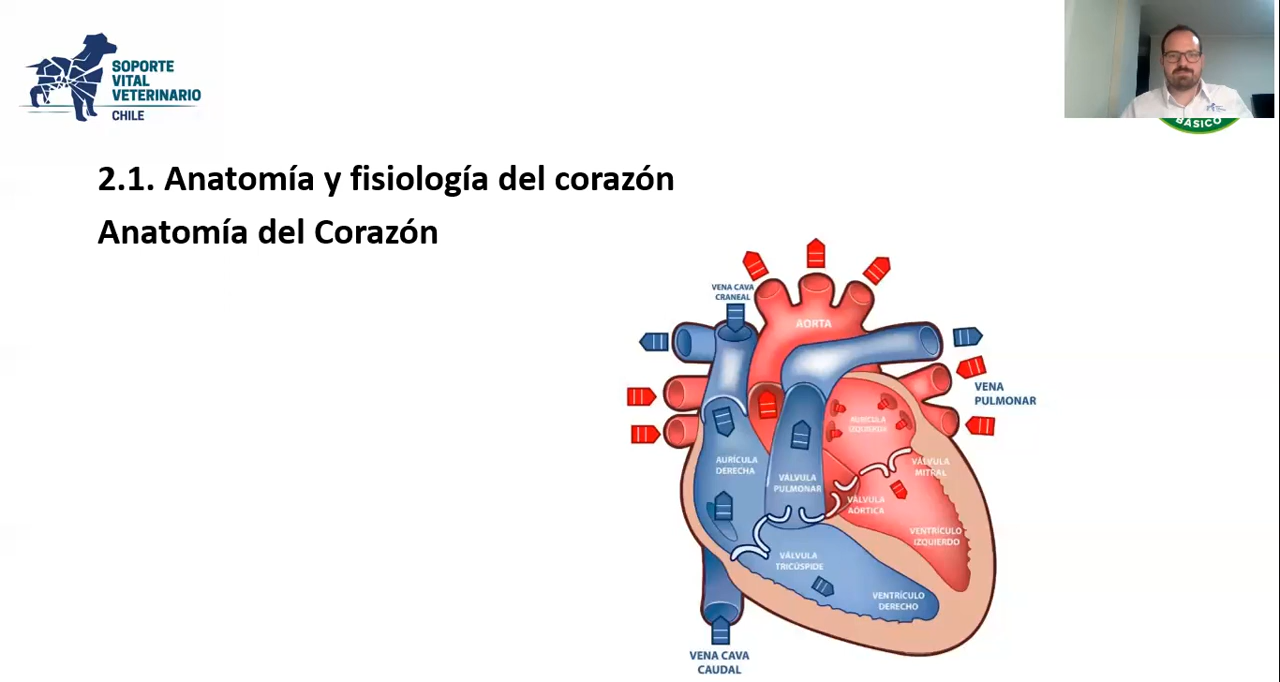 SOPORTE
VITAL
VETERINARIO
CHILE
BÁSICO
2.1. Anatomía y fisiología del corazón
Anatomía del Corazón
VENA CAVA
CRANEAL
AORTA
VENA
PULMONAR
AURÍCULA
IZQUIERDA
AURÍCULA
DERECHA
VÁLVULA
MITRAL
VÁLVULA
PULMONAR
VÁLVULA
AÓRTICA
VENTRÍCULO
IZQUIERDO
VÁLVULA
TRICÚSPIDE
VENTRÍCULO
DERECHO
VENA CAVA
CAUDAL